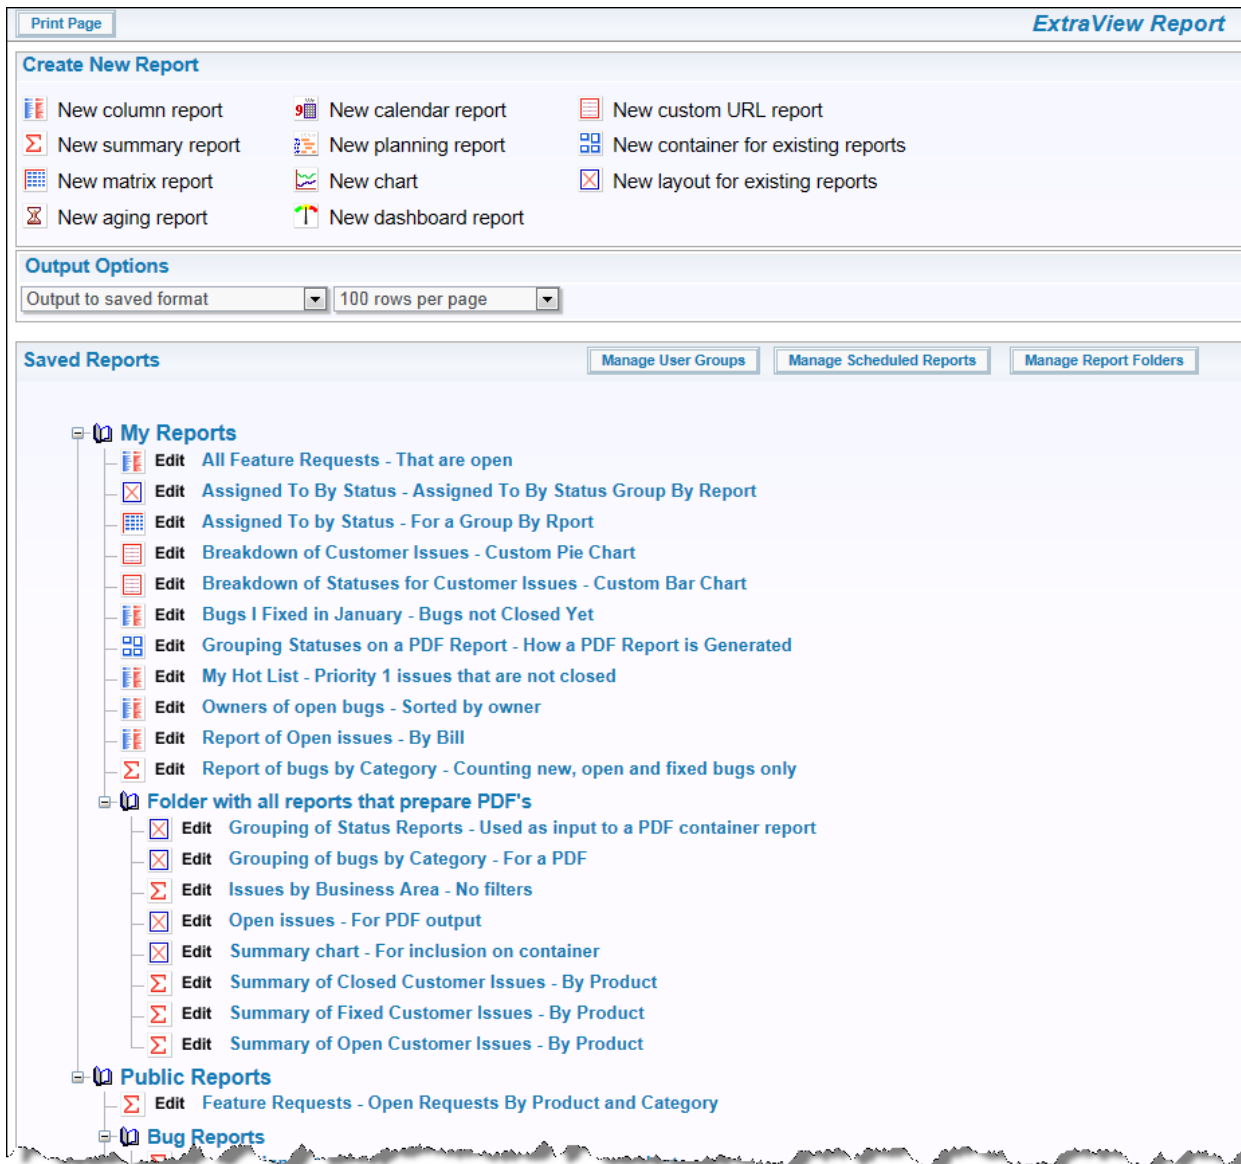 Print Page
ExtraView Report
Create New Report
New column report
New calendar report
New custom URL report
New summary report
New planning report
New container for existing reports
New matrix report
New chart
New layout for existing reports
New aging report
New dashboard report
Output Options
Output to saved format
100 rows per page
Saved Reports
Manage User Groups
Manage Scheduled Reports
Manage Report Folders
My Reports
Edit All Feature Requests - That are open
Edit Assigned To By Status - Assigned To By Status Group By Report
Edit Assigned To by Status - For a Group By Rport
Edit Breakdown of Customer Issues - Custom Pie Chart
Edit Breakdown of Statuses for Customer Issues - Custom Bar Chart
Edit Bugs I Fixed in January - Bugs not Closed Yet
Edit Grouping Statuses on a PDF Report - How a PDF Report is Generated
Edit My Hot List - Priority 1 issues that are not closed
Edit Owners of open bugs - Sorted by owner
Edit Report of Open issues - By Bill
Edit Report of bugs by Category - Counting new, open and fixed bugs only
Folder with all reports that prepare PDF's
Edit Grouping of Status Reports - Used as input to a PDF container report
Edit Grouping of bugs by Category - For a PDF
Edit Issues by Business Area - No filters
Edit Open issues - For PDF output
Edit Summary chart - For inclusion on container
Edit Summary of Closed Customer Issues - By Product
Edit Summary of Fixed Customer Issues - By Product
Edit Summary of Open Customer Issues - By Product
Public Reports
Edit Feature Requests - Open Requests By Product and Category
Bug Reports